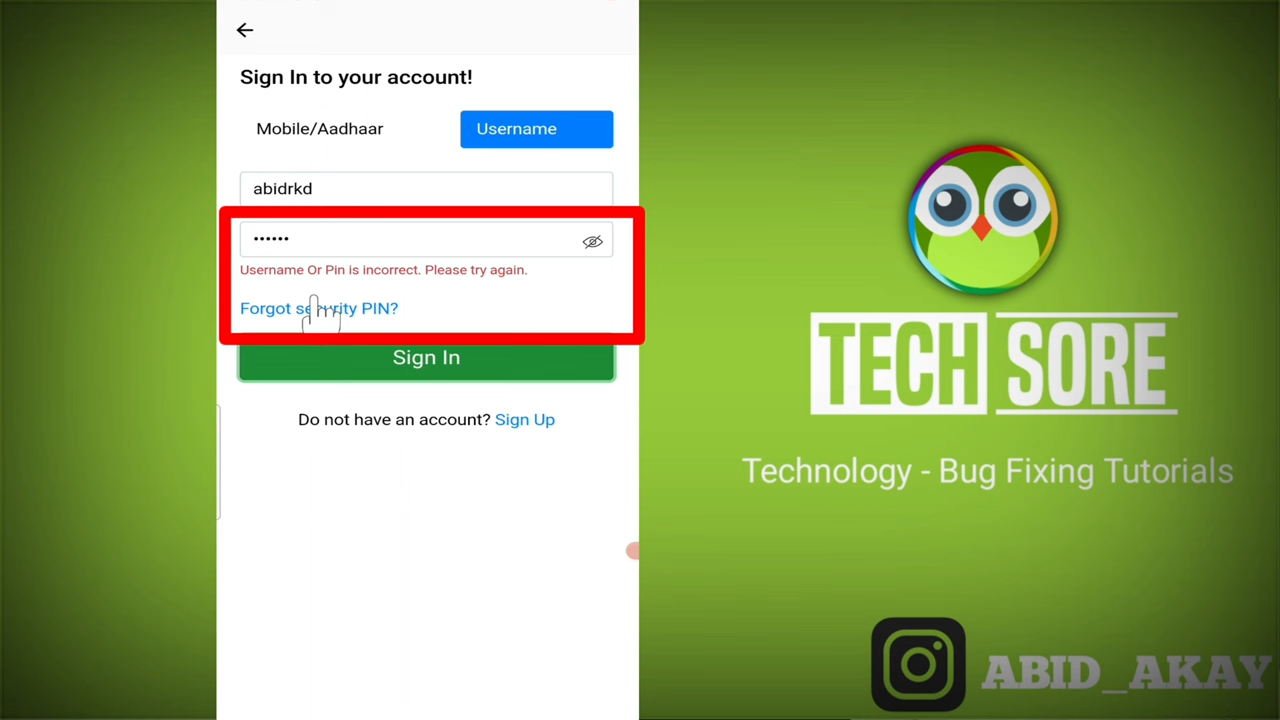 Sign In to your account!
Mobile/Aadhaar
Username
abidrkd
••••••
Username Or Pin is incorrect. Please try again.
Forgot security PIN?
Sign In
Do not have an account? Sign Up
TECH SORE
Technology - Bug Fixing Tutorials
ABID_AKAY